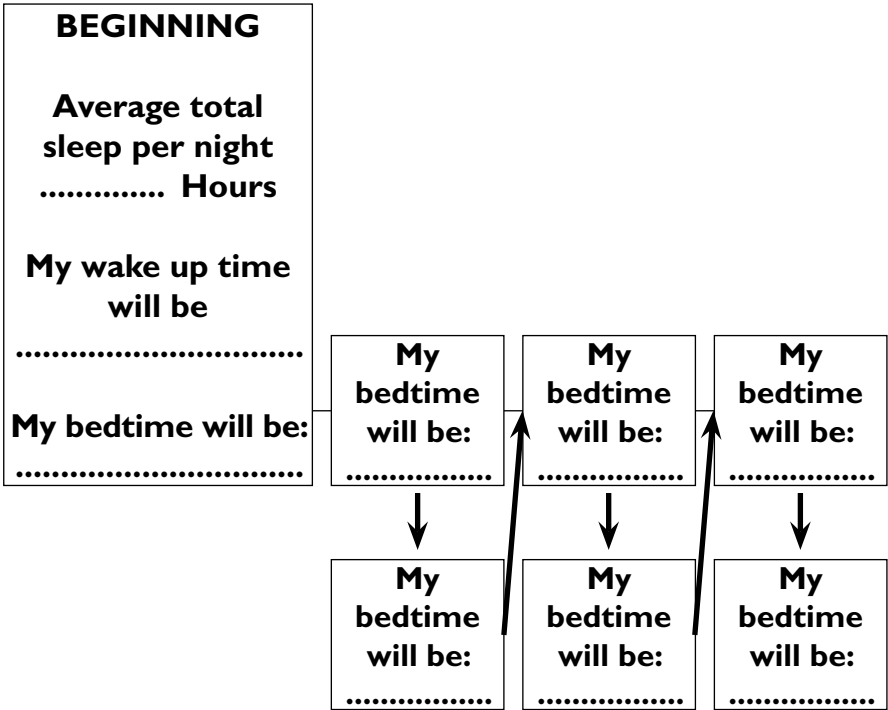 BEGINNING
Average total
sleep per night
.............. Hours
My wake up time
will be
................................
My bedtime will be:
................................
My
bedtime
will be:
.................
My
bedtime
will be:
.................
My
bedtime
will be:
.................
My
bedtime
will be:
.................
My
bedtime
will be:
.................
My
bedtime
will be:
.................